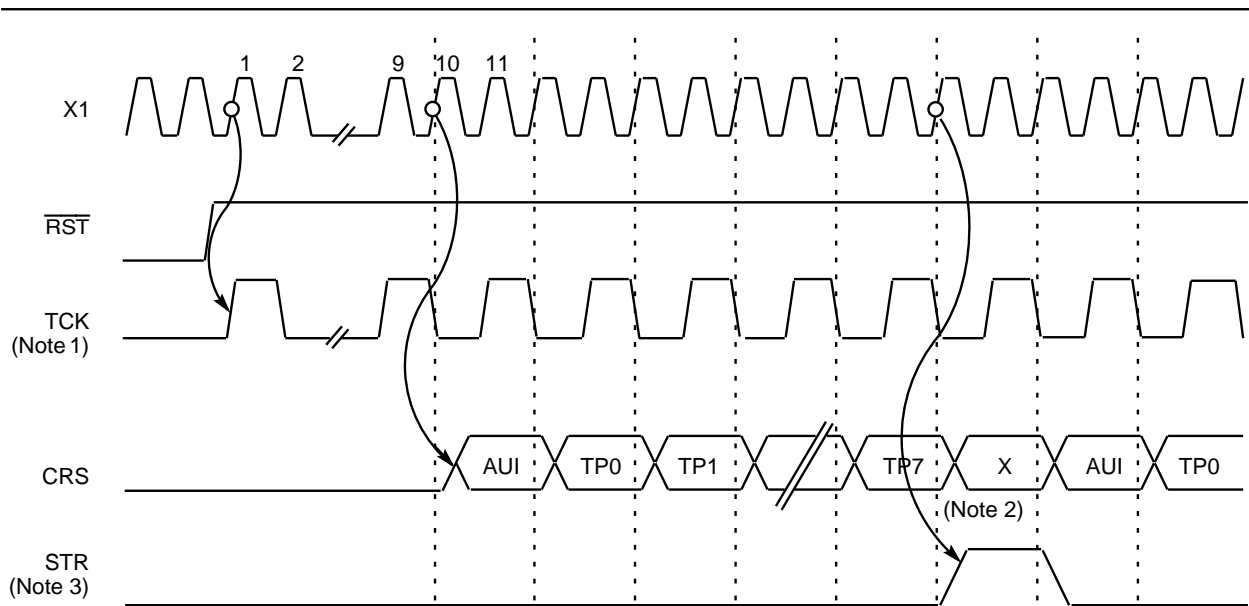 1 2 9 10 11
X1
RST
TCK
(Note 1)
CRS
AUI TP0 TP1 TP7 X AUI TP0
(Note 2)
STR
(Note 3)